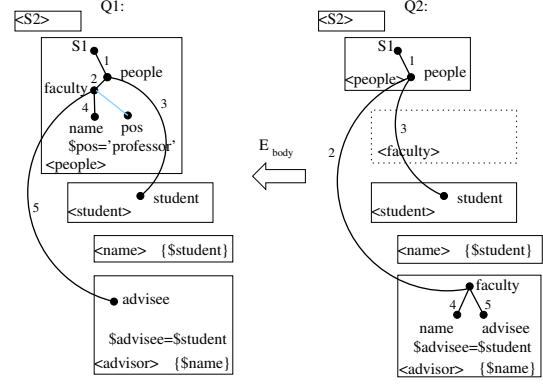 Q1:
<S2>
S1
1
people
2
faculty
3
4
name
pos
$pos='professor'
<people>
student
<student>
5
<name> {$student}
advisee
$advisee=$student
<advisor> {$name}
E body
Q2:
<S2>
S1
1
<people>
people
3
2
<faculty>
student
<student>
<name> {$student}
faculty
4
5
name
advisee
$advisee=$student
<advisor> {$name}